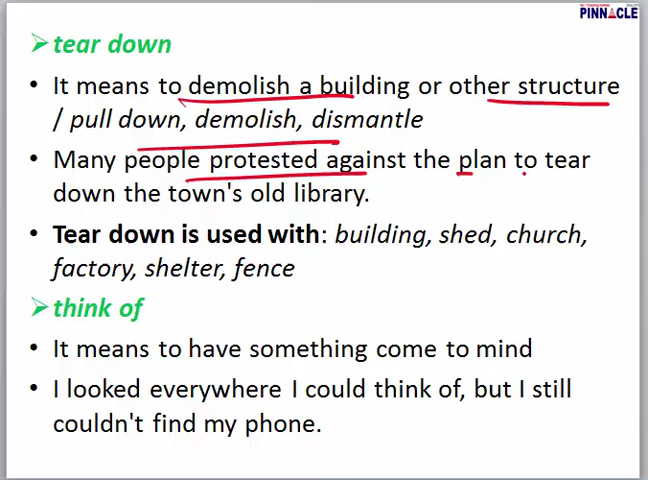 PINNACLE
tear down
It means to demolish a building or other structure
/ pull down, demolish, dismantle
Many people protested against the plan to tear
down the town's old library.
Tear down is used with: building, shed, church,
factory, shelter, fence
think of
It means to have something come to mind
I looked everywhere I could think of, but I still
couldn't find my phone.